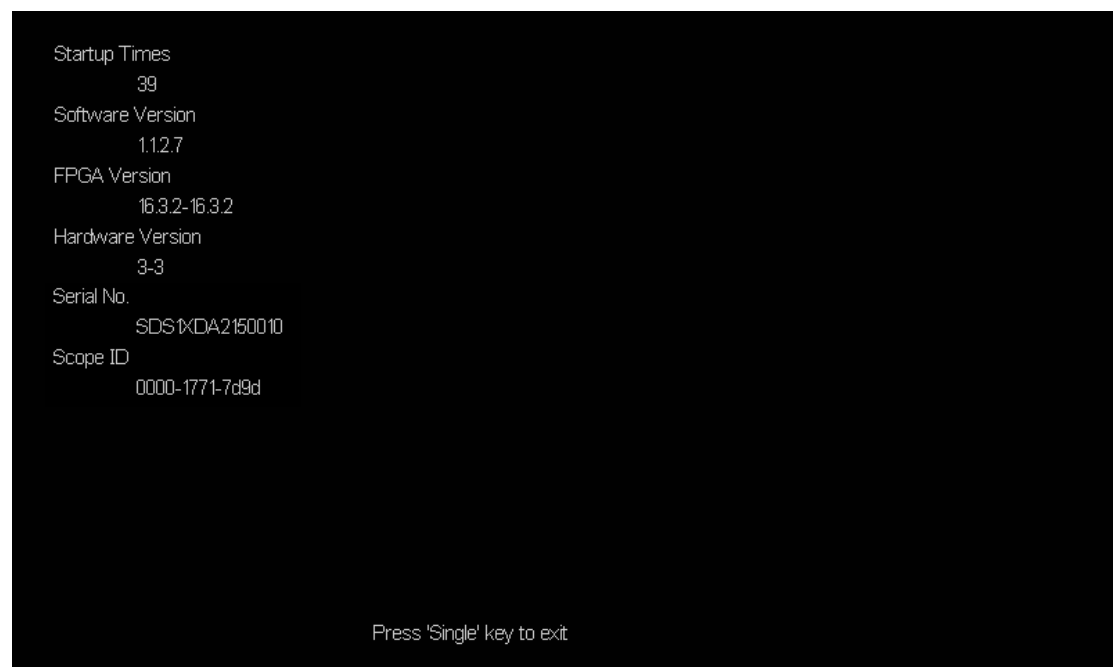 Startup Times
39
Software Version
1.1.2.7
FPGA Version
16.3.2-16.3.2
Hardware Version
3-3
Serial No.
SDS1XDA2150010
Scope ID
0000-1771-7d9d
Press 'Single' key to exit